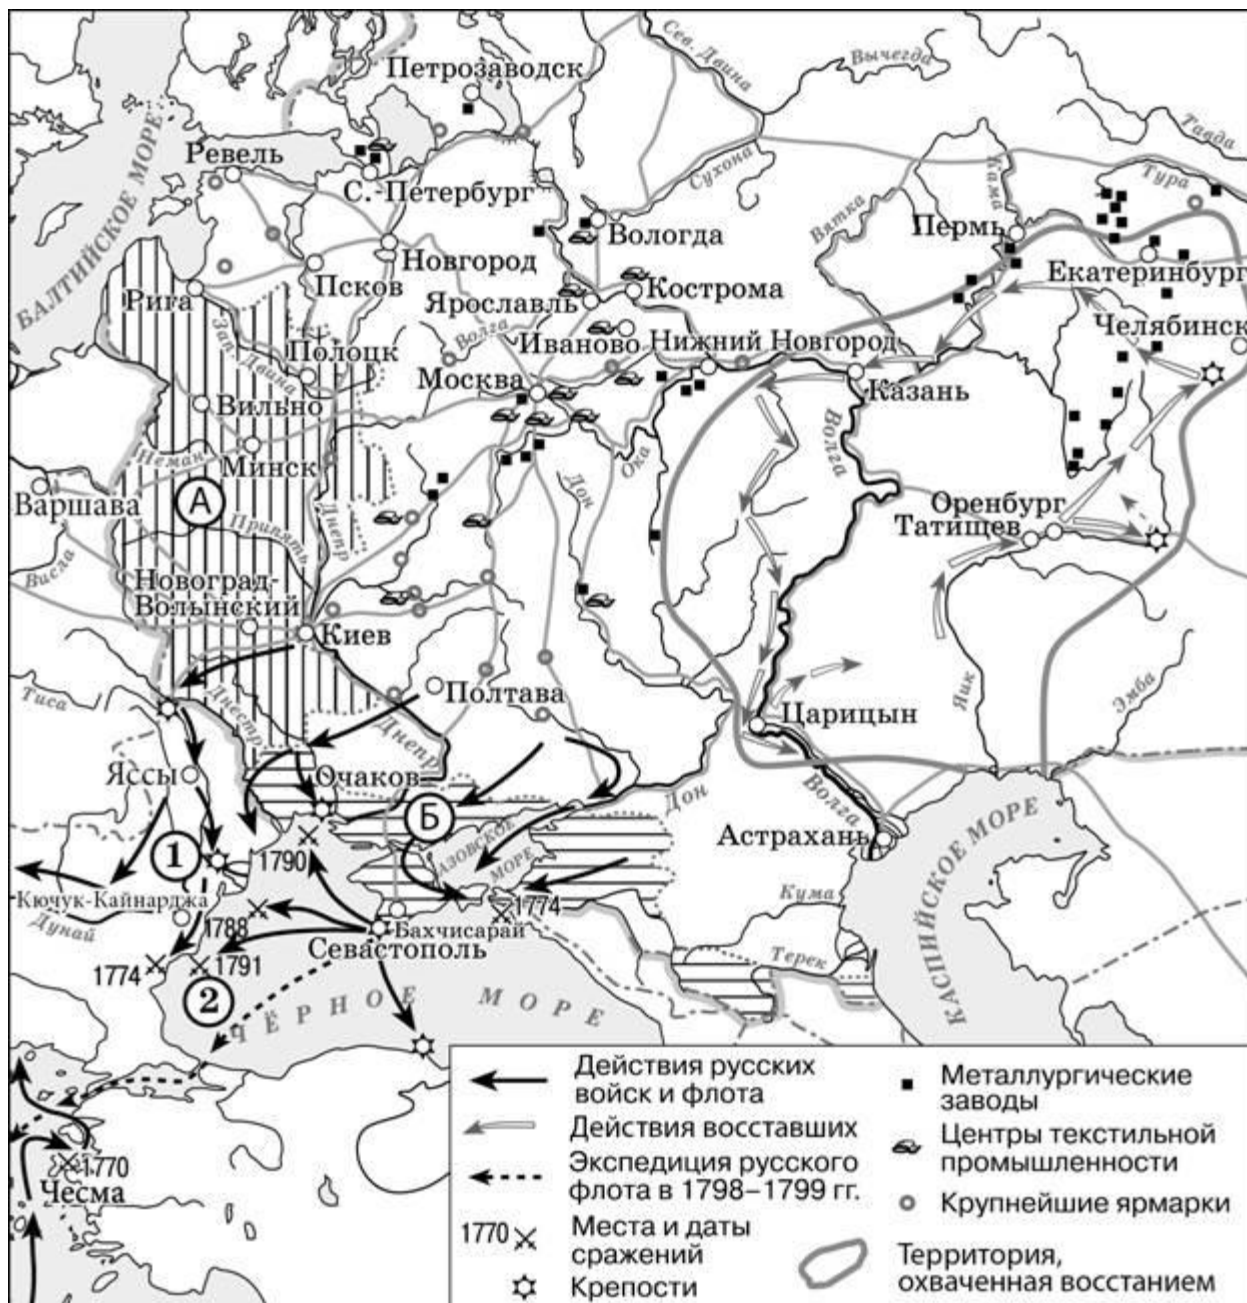 Сев. Двина
Вычегда
Петрозаводск
Тавда
Ревель
С.-Петербург
Сухона
Кама
Тура
БАЛТИЙСКОЕ МОРЕ
Вологда
Вятка
Пермь
Новгород
Псков
Екатеринбург
Рига
Ярославль
Кострома
Зап. Двина
Волга
Иваново
Нижний Новгород
Челябинск
Полоцк
Москва
Казань
Вильно
Волга
Неман
Минск
Ока
Дон
Варшава
А
Оренбург
Татищев
Припять
Днепр
Висла
Новоград-
Волынский
Киев
Полтава
Яик
Эмба
Тиса
Днестр
Днепр
Царицын
Яссы
Очаков
Дон
Волга
Б
Астрахань
1
1790
АЗОВСКОЕ
МОРЕ
КАСПИЙСКОЕ МОРЕ
Кючук-Кайнарджа
Дунай
1788
Бахчисарай
1774
Кума
Севастополь
1774
1791
Терек
2
ЧЁРНОЕ МОРЕ
1770
Чесма
Действия русских
войск и флота
Действия восставших
Экспедиция русского
флота в 1798–1799 гг.
1770
Места и даты
сражений
Крепости
Металлургические
заводы
Центры текстильной
промышленности
Крупнейшие ярмарки
Территория,
охваченная восстанием